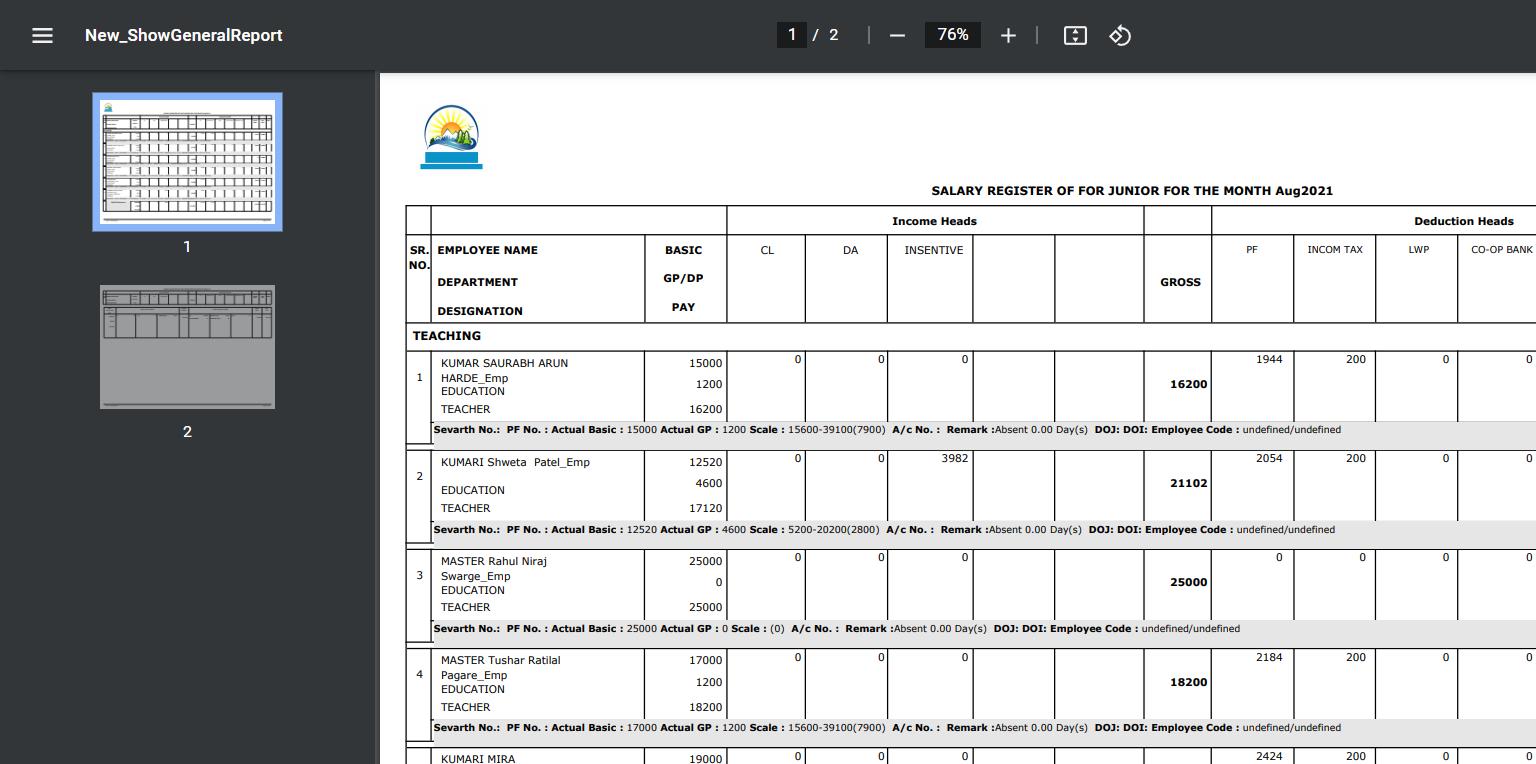 New_ShowGeneralReport
1 / 2
76%
1
2
SALARY REGISTER OF FOR JUNIOR FOR THE MONTH Aug2021
Income Heads Deduction Heads
SR. NO. EMPLOYEE NAME BASIC CL DA INSENTIVE GROSS PF INCOM TAX LWP CO-OP BANK
DEPARTMENT GP/DP
DESIGNATION PAY
TEACHING
1 KUMAR SAURABH ARUN 15000 0 0 0 16200 1944 200 0 0
HARDE_Emp 1200
EDUCATION
TEACHER 16200
Sevarth No.: PF No. : Actual Basic : 15000 Actual GP : 1200 Scale : 15600-39100(7900) A/c No. : Remark :Absent 0.00 Day(s) DOJ: DOI: Employee Code : undefined/undefined
2 KUMARI Shweta Patel_Emp 12520 0 0 3982 21102 2054 200 0 0
4600
EDUCATION
TEACHER 17120
Sevarth No.: PF No. : Actual Basic : 12520 Actual GP : 4600 Scale : 5200-20200(2800) A/c No. : Remark :Absent 0.00 Day(s) DOJ: DOI: Employee Code : undefined/undefined
3 MASTER Rahul Niraj 25000 0 0 0 25000 0 0 0 0
Swarge_Emp 0
EDUCATION
TEACHER 25000
Sevarth No.: PF No. : Actual Basic : 25000 Actual GP : 0 Scale : (0) A/c No. : Remark :Absent 0.00 Day(s) DOJ: DOI: Employee Code : undefined/undefined
4 MASTER Tushar Ratilal 17000 0 0 0 18200 2184 200 0 0
Pagare_Emp 1200
EDUCATION
TEACHER 18200
Sevarth No.: PF No. : Actual Basic : 17000 Actual GP : 1200 Scale : 15600-39100(7900) A/c No. : Remark :Absent 0.00 Day(s) DOJ: DOI: Employee Code : undefined/undefined
KUMARI MIRA 19000 0 0 0 2424 200 0 0